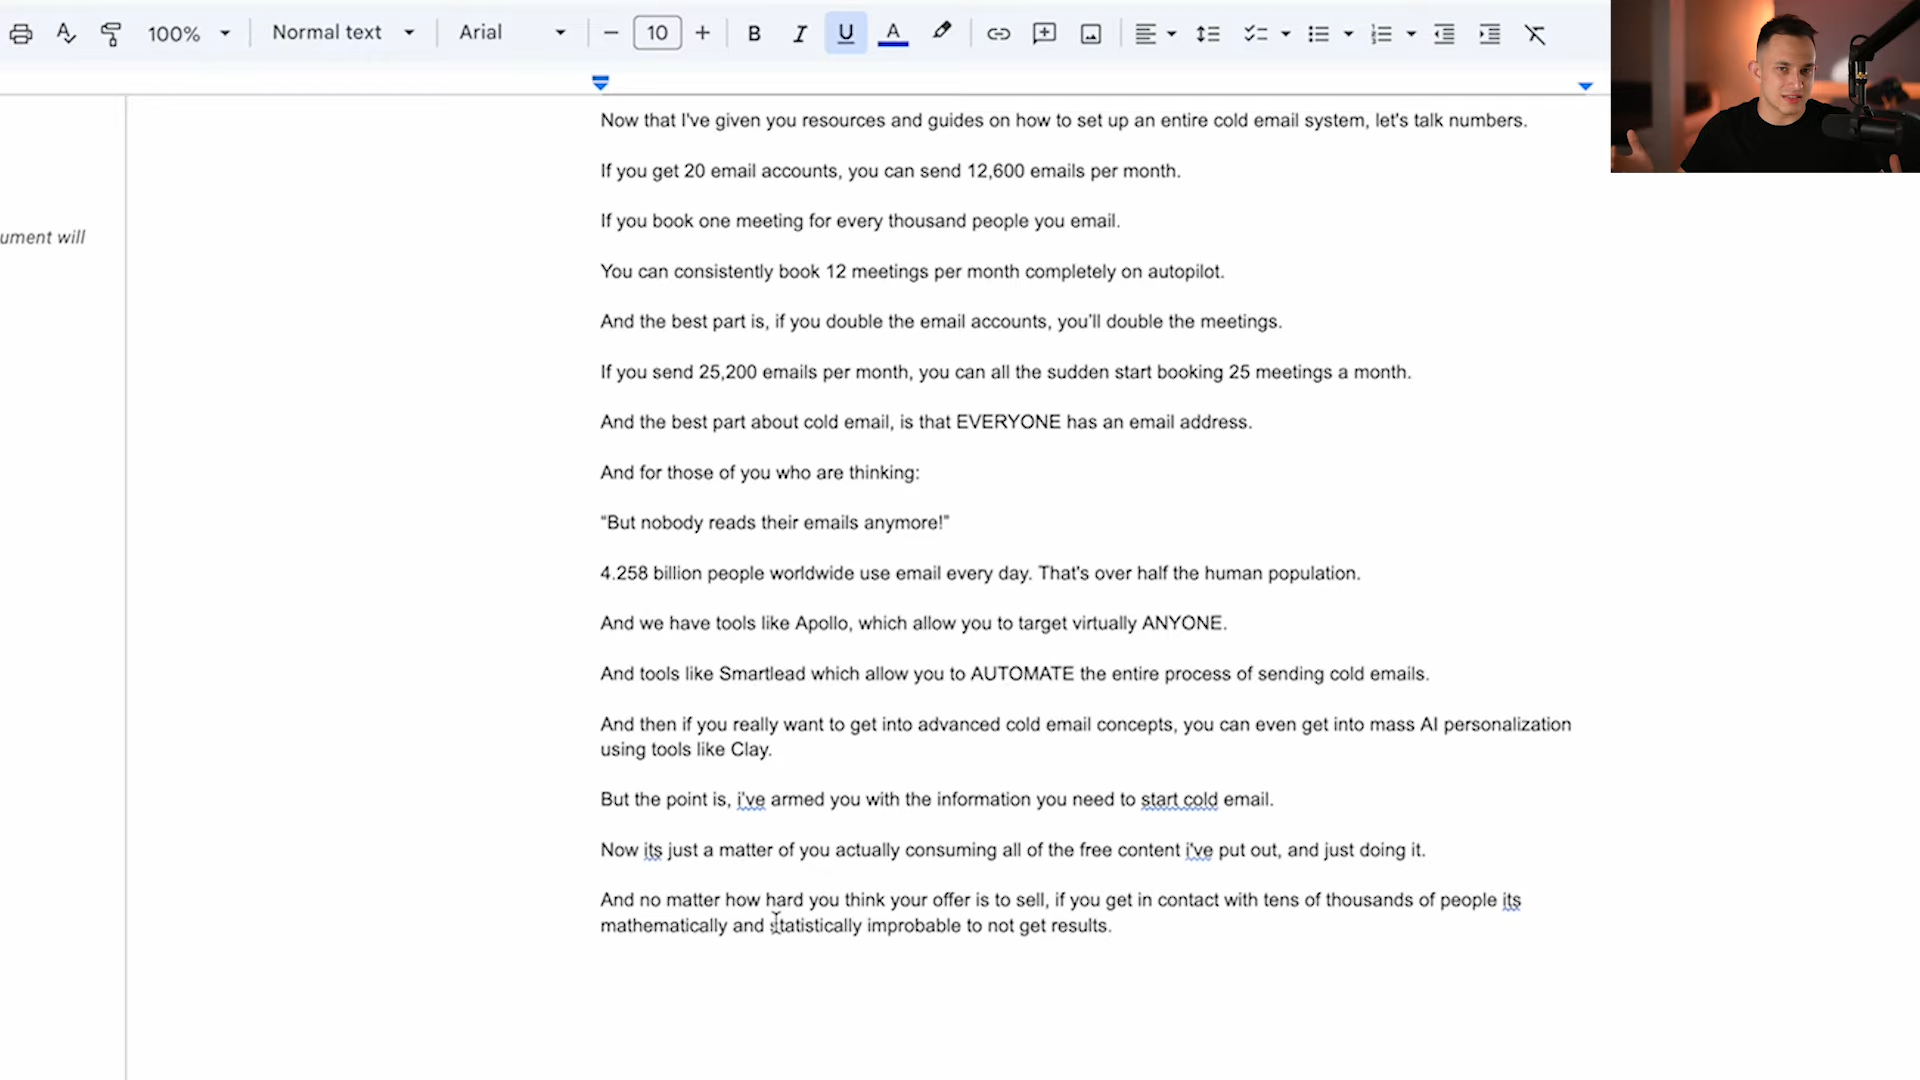 100% Normal text Arial 10 B I U A
Now that I've given you resources and guides on how to set up an entire cold email system, let's talk numbers.
If you get 20 email accounts, you can send 12,600 emails per month.
If you book one meeting for every thousand people you email.
ument will
You can consistently book 12 meetings per month completely on autopilot.
And the best part is, if you double the email accounts, you'll double the meetings.
If you send 25,200 emails per month, you can all the sudden start booking 25 meetings a month.
And the best part about cold email, is that EVERYONE has an email address.
And for those of you who are thinking:
"But nobody reads their emails anymore!"
4.258 billion people worldwide use email every day. That's over half the human population.
And we have tools like Apollo, which allow you to target virtually ANYONE.
And tools like Smartlead which allow you to AUTOMATE the entire process of sending cold emails.
And then if you really want to get into advanced cold email concepts, you can even get into mass AI personalization
using tools like Clay.
But the point is, i've armed you with the information you need to start cold email.
Now its just a matter of you actually consuming all of the free content i've put out, and just doing it.
And no matter how hard you think your offer is to sell, if you get in contact with tens of thousands of people its
mathematically and statistically improbable to not get results.